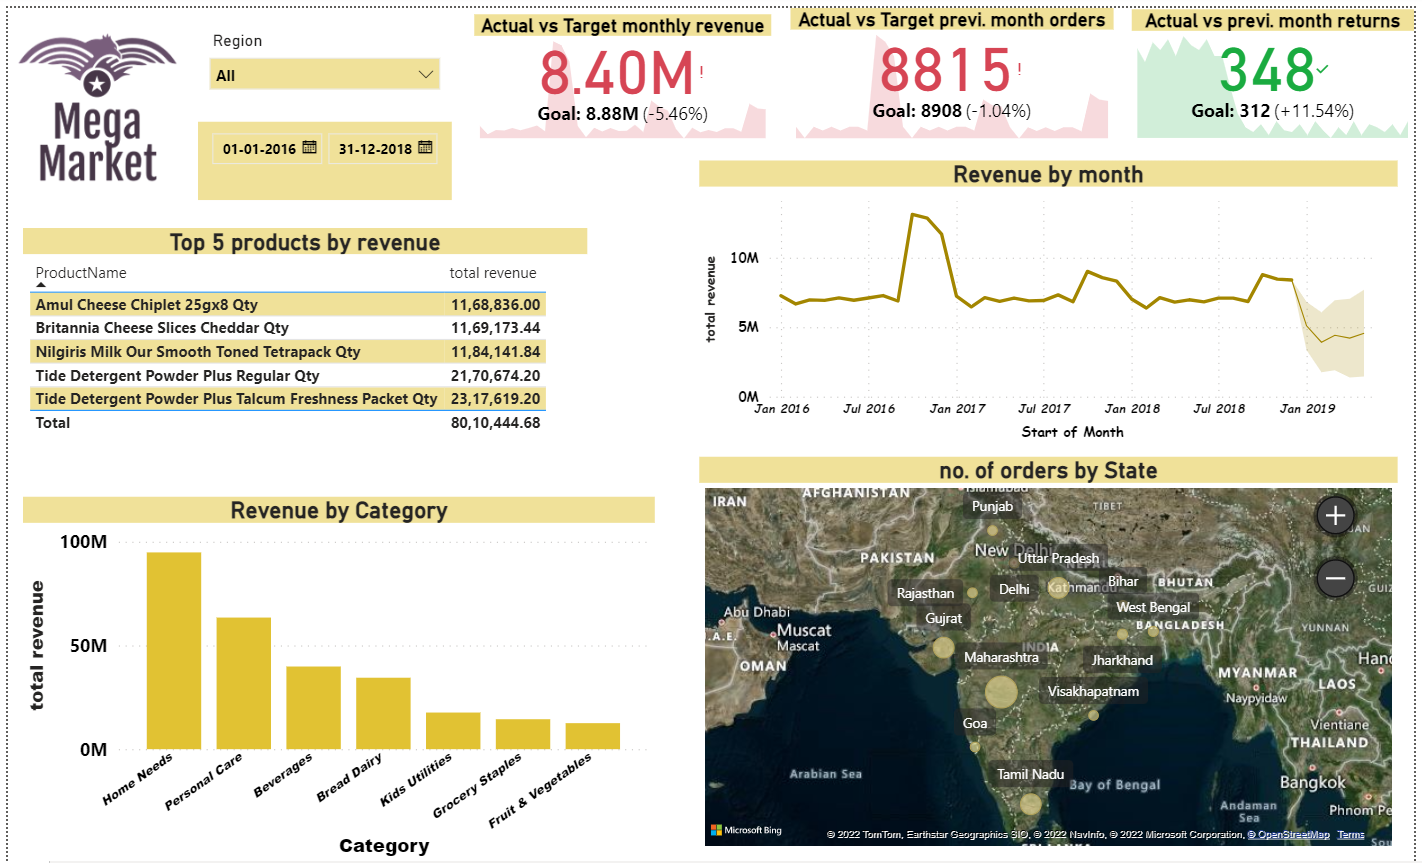 Mega
Market
Region
All
01-01-2016
31-12-2018
Actual vs Target monthly revenue
8.40M!
Goal: 8.88M (-5.46%)
Actual vs Target previ. month orders
8815!
Goal: 8908 (-1.04%)
Actual vs previ. month returns
348
Goal: 312 (+11.54%)
Top 5 products by revenue
ProductName total revenue
Amul Cheese Chiplet 25gx8 Qty 11,68,836.00
Britannia Cheese Slices Cheddar Qty 11,69,173.44
Nilgiris Milk Our Smooth Toned Tetrapack Qty 11,84,141.84
Tide Detergent Powder Plus Regular Qty 21,70,674.20
Tide Detergent Powder Plus Talcum Freshness Packet Qty 23,17,619.20
Total 80,10,444.68
Revenue by month
total revenue
10M
5M
0M
Jan 2016 Jul 2016 Jan 2017 Jul 2017 Jan 2018 Jul 2018 Jan 2019
Start of Month
Revenue by Category
total revenue
100M
50M
0M
Home Needs
Personal Care
Beverages
Bread Dairy
Kids Utilities
Grocery Staples
Fruit & Vegetables
Category
no. of orders by State
IRAN
AFGHANISTAN
Islamabad
Punjab
TIBET
PAKISTAN
New Delhi
Uttar Pradesh
NEPAL
Rajasthan
Delhi
Kathmandu
Bihar
BHUTAN
Abu Dhabi
Gujrat
West Bengal
BANGLADESH
YUNNAN
U.A.E.
Muscat
Mascat
OMAN
INDIA
Maharashtra
Jharkhand
MYANMAR
Naypyidaw
LAOS
Visakhapatnam
Goa
Vientiane
THAILAND
Arabian Sea
Tamil Nadu
Bay of Bengal
Bangkok
Andaman
Sea
Phnom Pe
Microsoft Bing
© 2022 TomTom, Earthstar Geographics SIO, © 2022 NavInfo, © 2022 Microsoft Corporation, © OpenStreetMap Terms
SRI LANKA